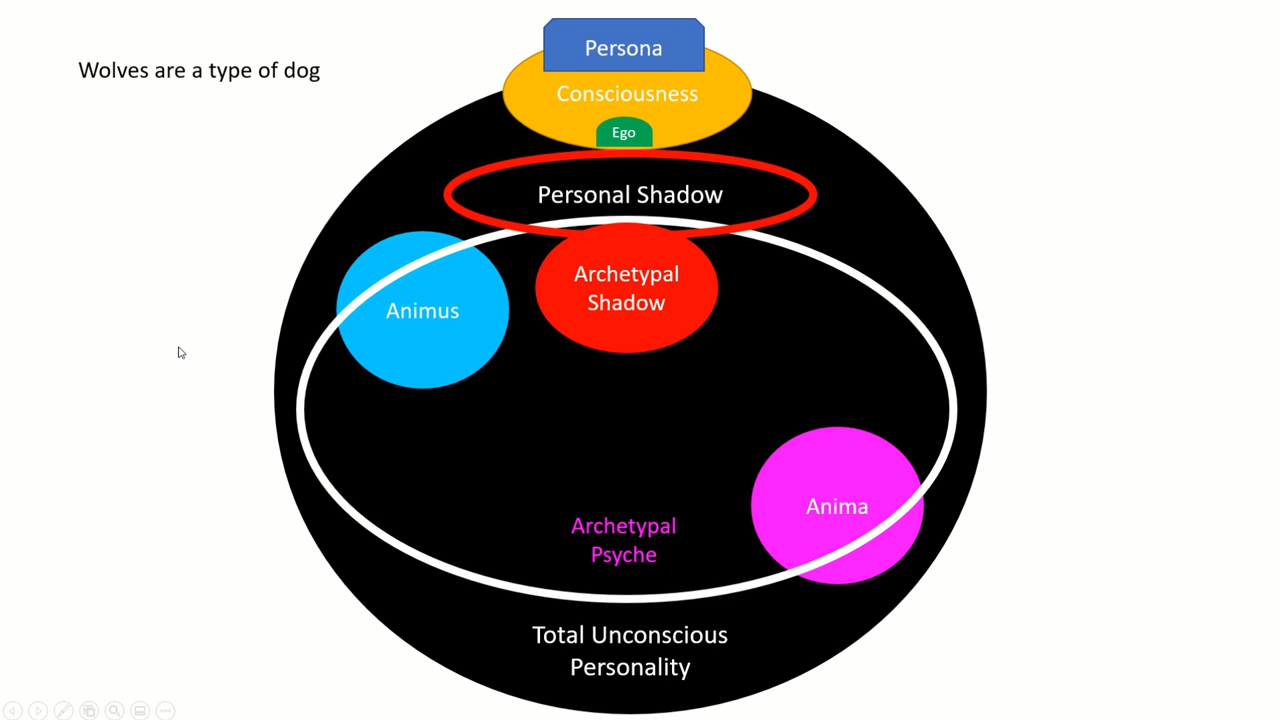 Wolves are a type of dog
Persona
Consciousness
Ego
Personal Shadow
Archetypal
Shadow
Animus
Anima
Archetypal
Psyche
Total Unconscious
Personality